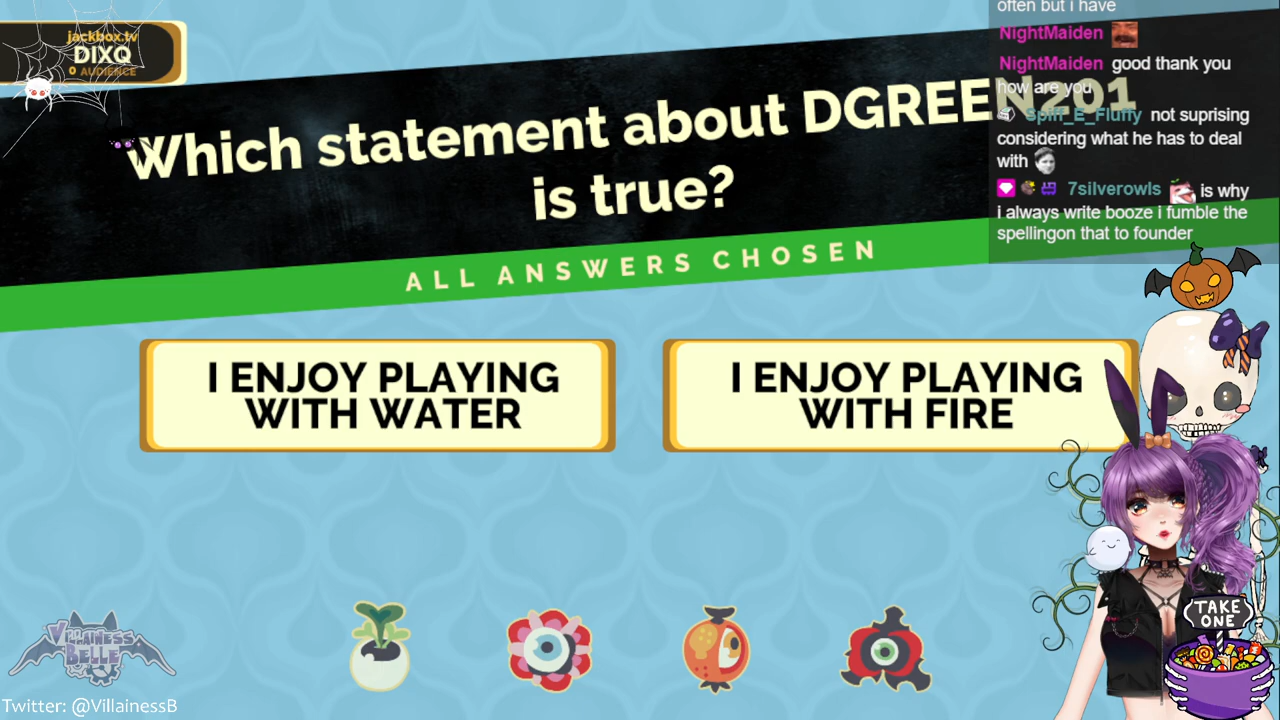 jackbox.tv
DIXQ
0 AUDIENCE
Which statement about DGREEN201
is true?
ALL ANSWERS CHOSEN
I ENJOY PLAYING
WITH WATER
I ENJOY PLAYING
WITH FIRE
often but i have
NightMaiden
NightMaiden good thank you
how are you
Spiff_E_Fluffy not suprising
considering what he has to deal
with
7silverowls is why
i always write booze i fumble the
spellingon that to founder
TAKE
ONE
VILLAINESS
BELLE
Twitter: @VillainessB